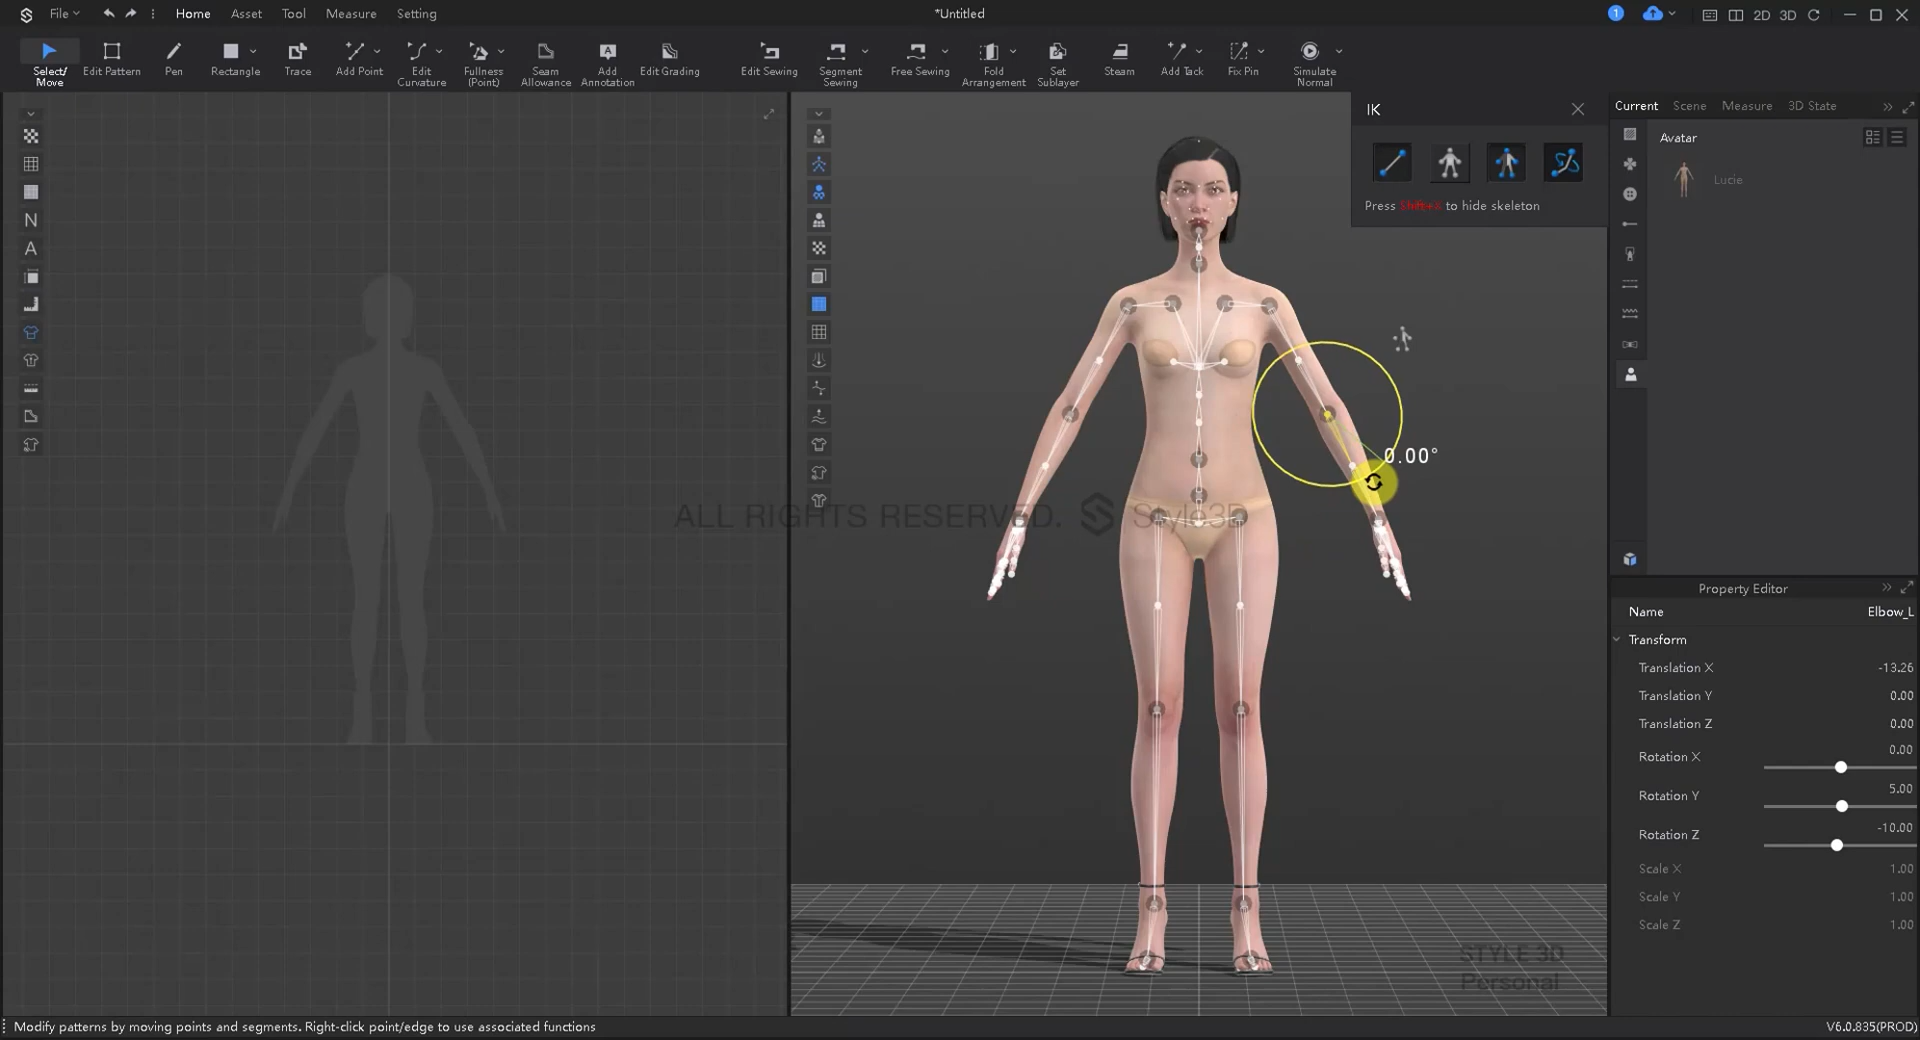 File
Home
Asset
Tool
Measure
Setting
*Untitled
1
2D
3D
Select/
Move
Edit Pattern
Pen
Rectangle
Trace
Add Point
Edit
Curvature
Fullness
(Point)
Seam
Allowance
Add
Annotation
Edit Grading
Edit Sewing
Segment
Sewing
Free Sewing
Fold
Arrangement
Set
Sublayer
Steam
Add Tack
Fix Pin
Simulate
Normal
N
A
IK
Press Shift+X to hide skeleton
0.00°
ALL RIGHTS RESERVED. Style3D
STYLE 3D
Personal
Current
Scene
Measure
3D State
Avatar
Lucie
Property Editor
Name Elbow_L
Transform
Translation X -13.26
Translation Y 0.00
Translation Z 0.00
Rotation X 0.00
Rotation Y 5.00
Rotation Z -10.00
Scale X 1.00
Scale Y 1.00
Scale Z 1.00
Modify patterns by moving points and segments. Right-click point/edge to use associated functions
V6.0.835(PROD)